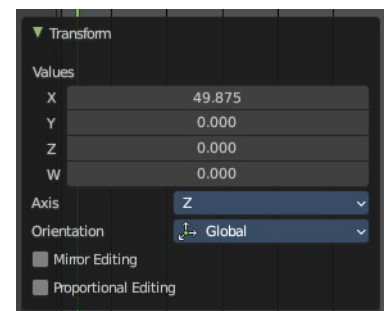 Transform
Values
X 49.875
Y 0.000
Z 0.000
W 0.000
Axis Z
Orientation Global
Mirror Editing
Proportional Editing